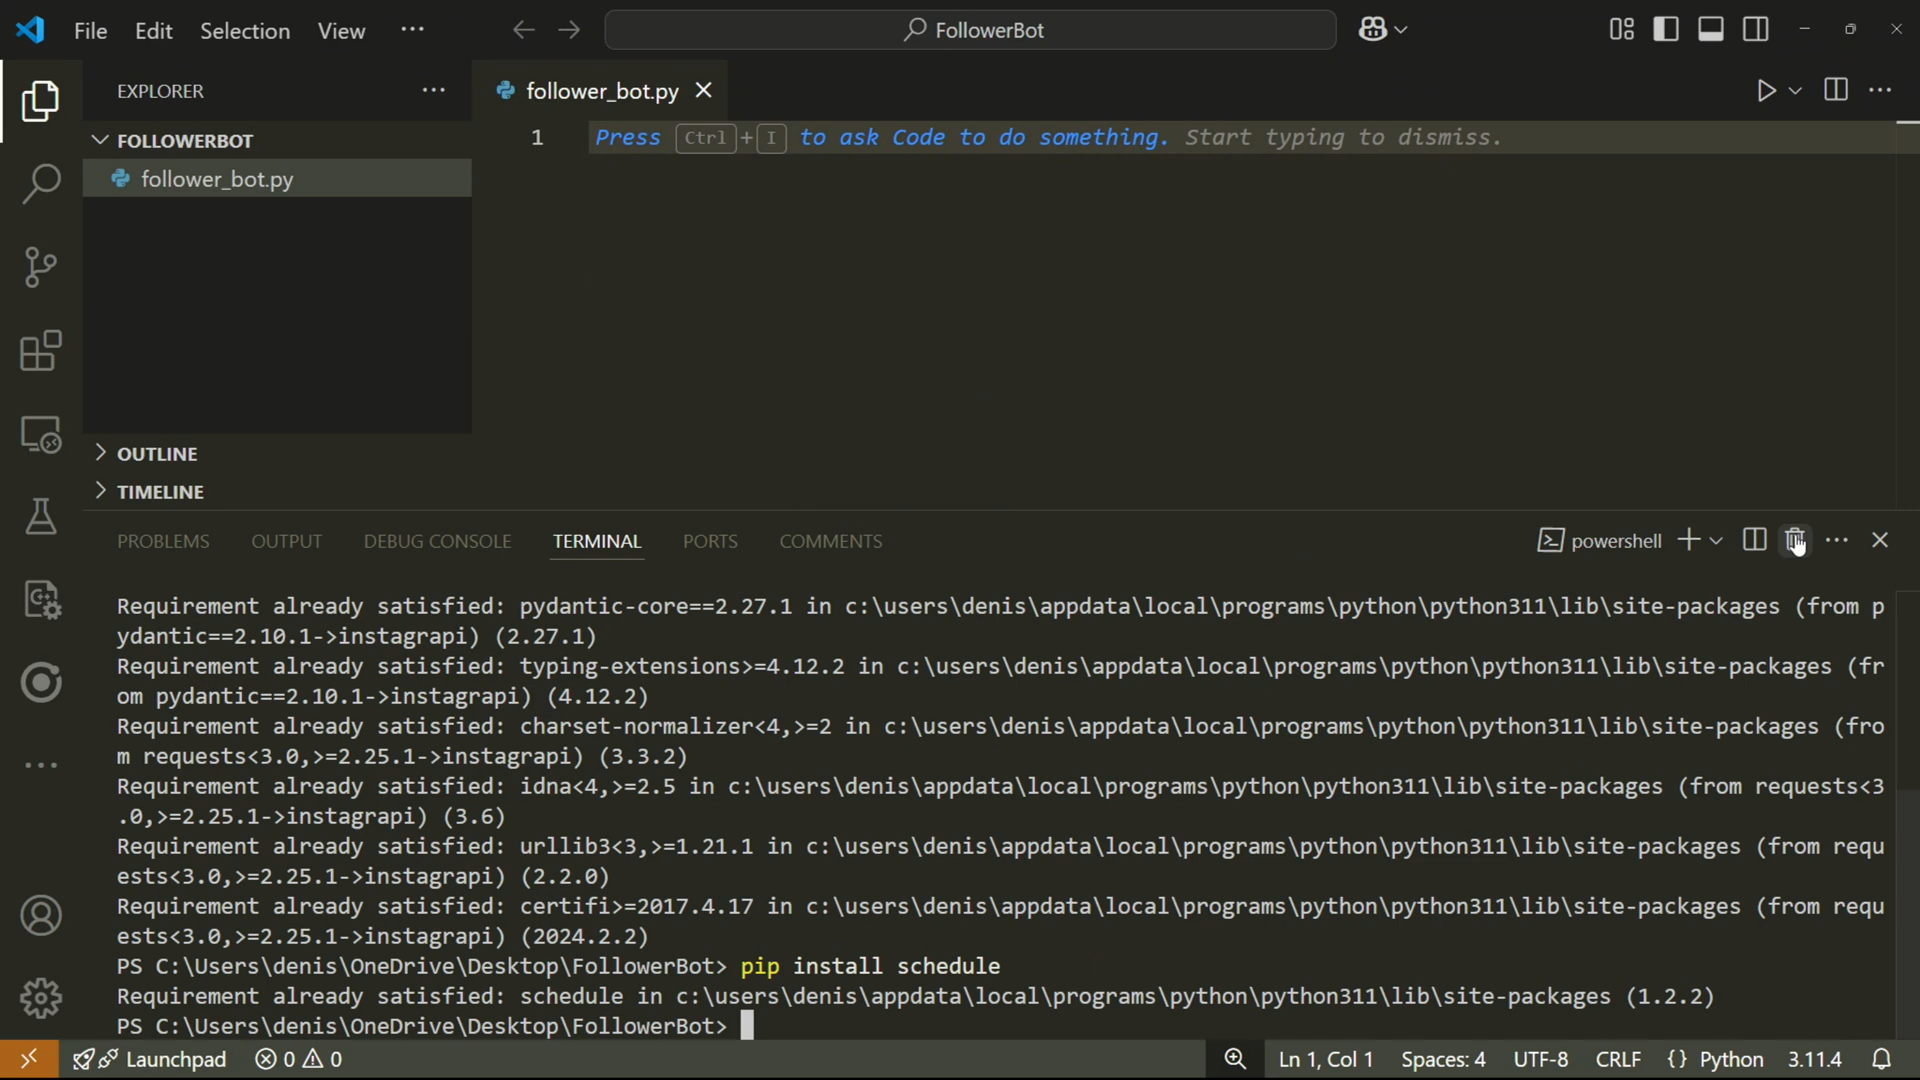 File Edit Selection View ··· FollowerBot
EXPLORER ··· follower_bot.py
FOLLOWERBOT
1 Press Ctrl+I to ask Code to do something. Start typing to dismiss.
follower_bot.py
OUTLINE
TIMELINE
PROBLEMS OUTPUT DEBUG CONSOLE TERMINAL PORTS COMMENTS powershell
Requirement already satisfied: pydantic-core==2.27.1 in c:\users\denis\appdata\local\programs\python\python311\lib\site-packages (from p
ydantic==2.10.1->instagrapi) (2.27.1)
Requirement already satisfied: typing-extensions>=4.12.2 in c:\users\denis\appdata\local\programs\python\python311\lib\site-packages (fr
om pydantic==2.10.1->instagrapi) (4.12.2)
Requirement already satisfied: charset-normalizer<4,>=2 in c:\users\denis\appdata\local\programs\python\python311\lib\site-packages (fro
m requests<3.0,>=2.25.1->instagrapi) (3.3.2)
Requirement already satisfied: idna<4,>=2.5 in c:\users\denis\appdata\local\programs\python\python311\lib\site-packages (from requests<3
.0,>=2.25.1->instagrapi) (3.6)
Requirement already satisfied: urllib3<3,>=1.21.1 in c:\users\denis\appdata\local\programs\python\python311\lib\site-packages (from requ
ests<3.0,>=2.25.1->instagrapi) (2.2.0)
Requirement already satisfied: certifi>=2017.4.17 in c:\users\denis\appdata\local\programs\python\python311\lib\site-packages (from requ
ests<3.0,>=2.25.1->instagrapi) (2024.2.2)
PS C:\Users\denis\OneDrive\Desktop\FollowerBot> pip install schedule
Requirement already satisfied: schedule in c:\users\denis\appdata\local\programs\python\python311\lib\site-packages (1.2.2)
PS C:\Users\denis\OneDrive\Desktop\FollowerBot>
Launchpad 0 0 Ln 1, Col 1 Spaces: 4 UTF-8 CRLF {} Python 3.11.4